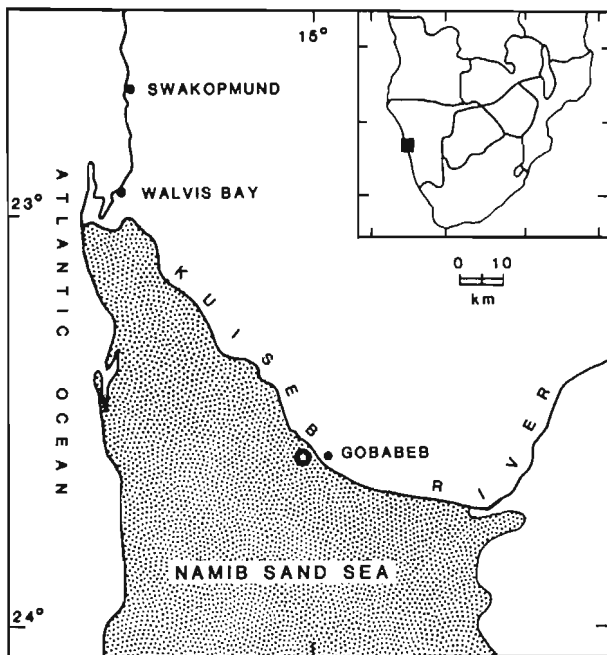 15°
SWAKOPMUND
WALVIS BAY
23°
ATLANTIC OCEAN
0 10
km
KUISEB RIVER
GOBABEB
NAMIB SAND SEA
24°